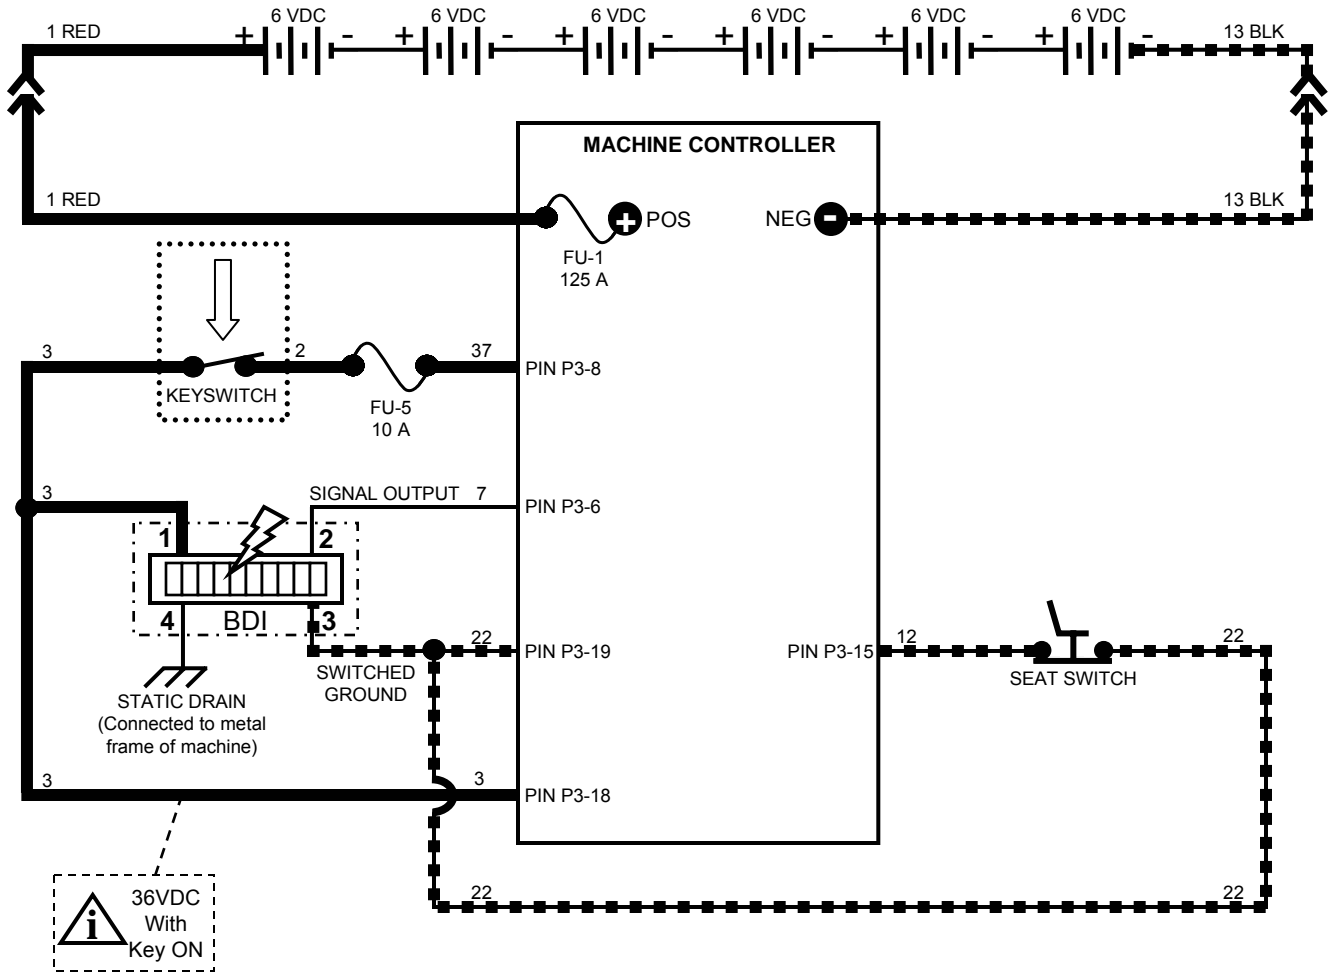 6 VDC 6 VDC 6 VDC 6 VDC 6 VDC 6 VDC
1 RED + - + - + - + - + - + - 13 BLK
MACHINE CONTROLLER
1 RED 13 BLK
+ POS NEG -
FU-1
125 A
3 2 37
PIN P3-8
KEYSWITCH
FU-5
10 A
3 SIGNAL OUTPUT 7
PIN P3-6
1 2
4 BDI 3
22 PIN P3-19 PIN P3-15 12 22
SWITCHED
GROUND
SEAT SWITCH
STATIC DRAIN
(Connected to metal
frame of machine)
3 3
PIN P3-18
22 22
i
36VDC
With
Key ON